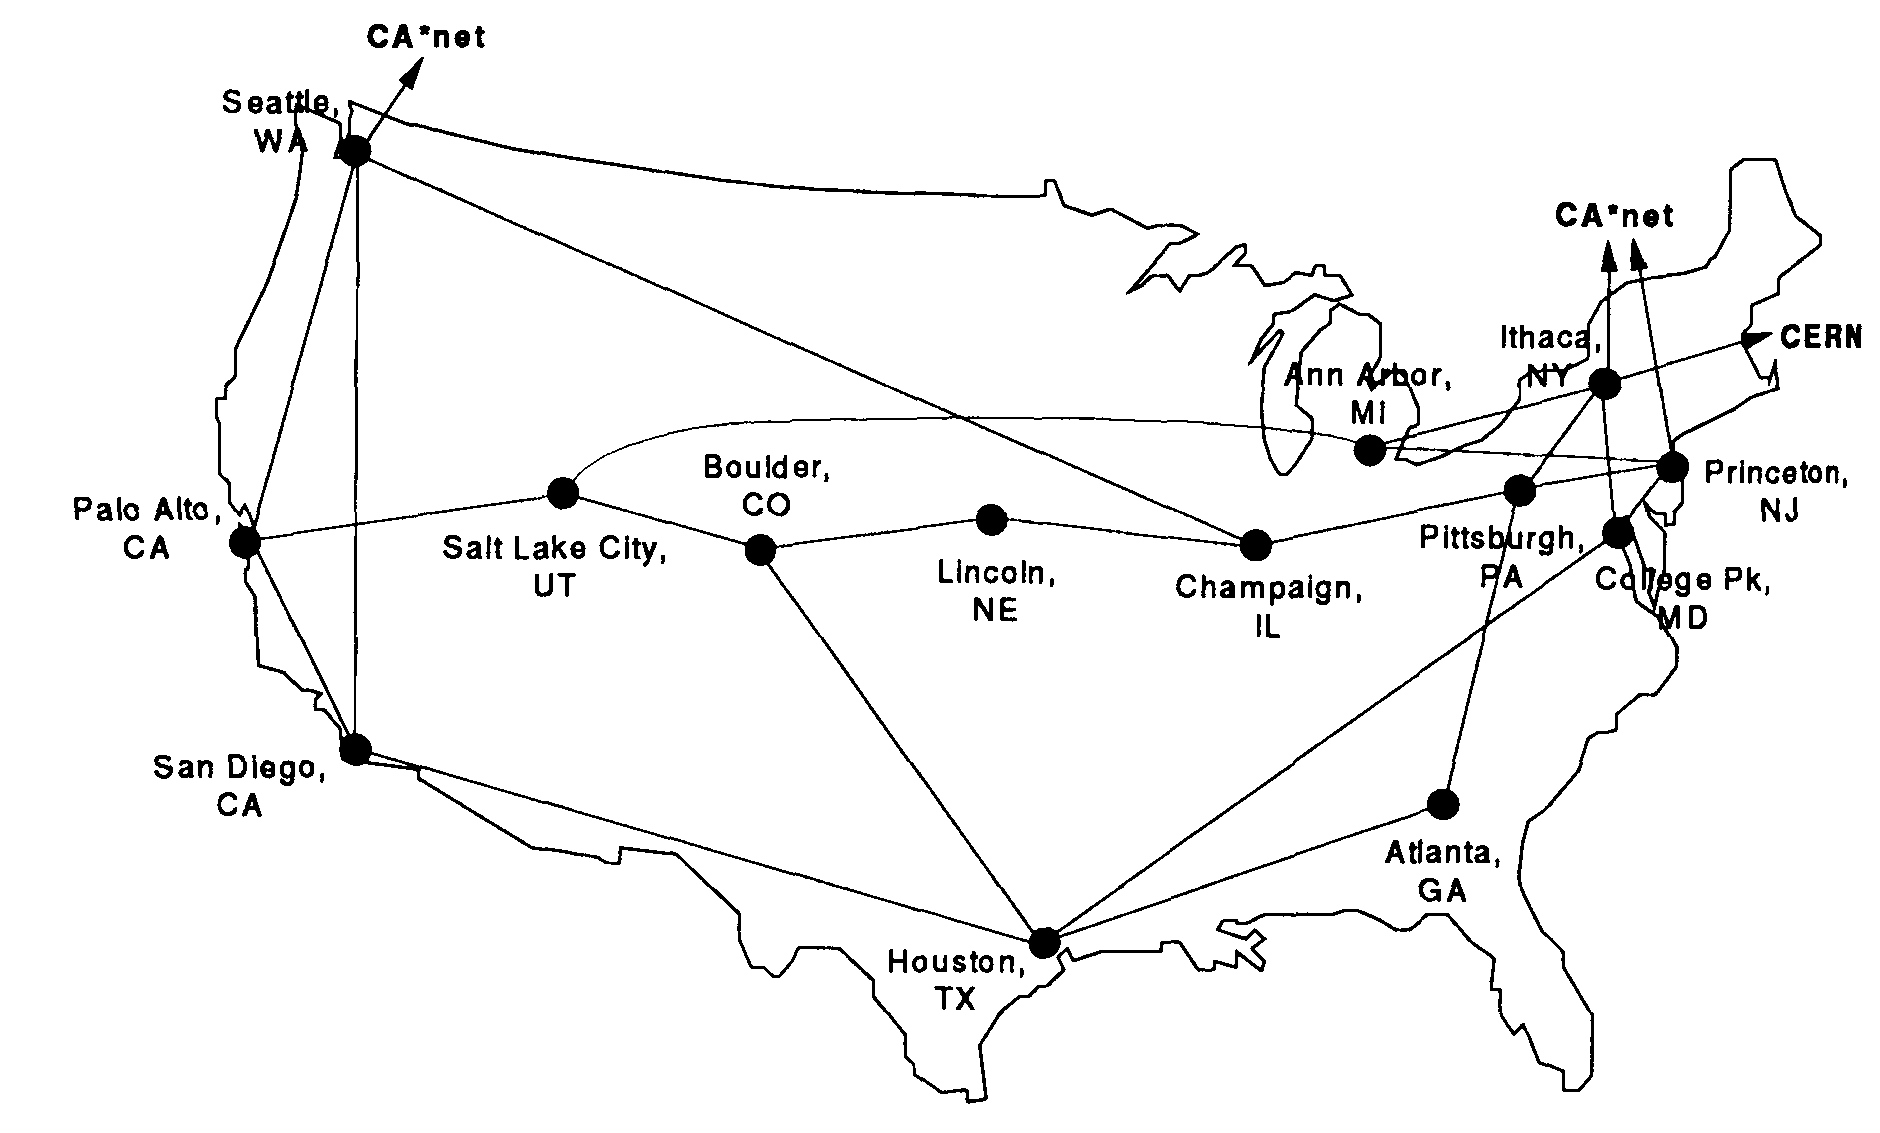 CA*net
Seattle,
WA
CA*net
Ithaca,
NY
CERN
Ann Arbor,
MI
Boulder,
CO
Princeton,
NJ
Palo Alto,
CA
Salt Lake City,
UT
Pittsburgh,
PA
Lincoln,
NE
Champaign,
IL
College Pk,
MD
San Diego,
CA
Atlanta,
GA
Houston,
TX